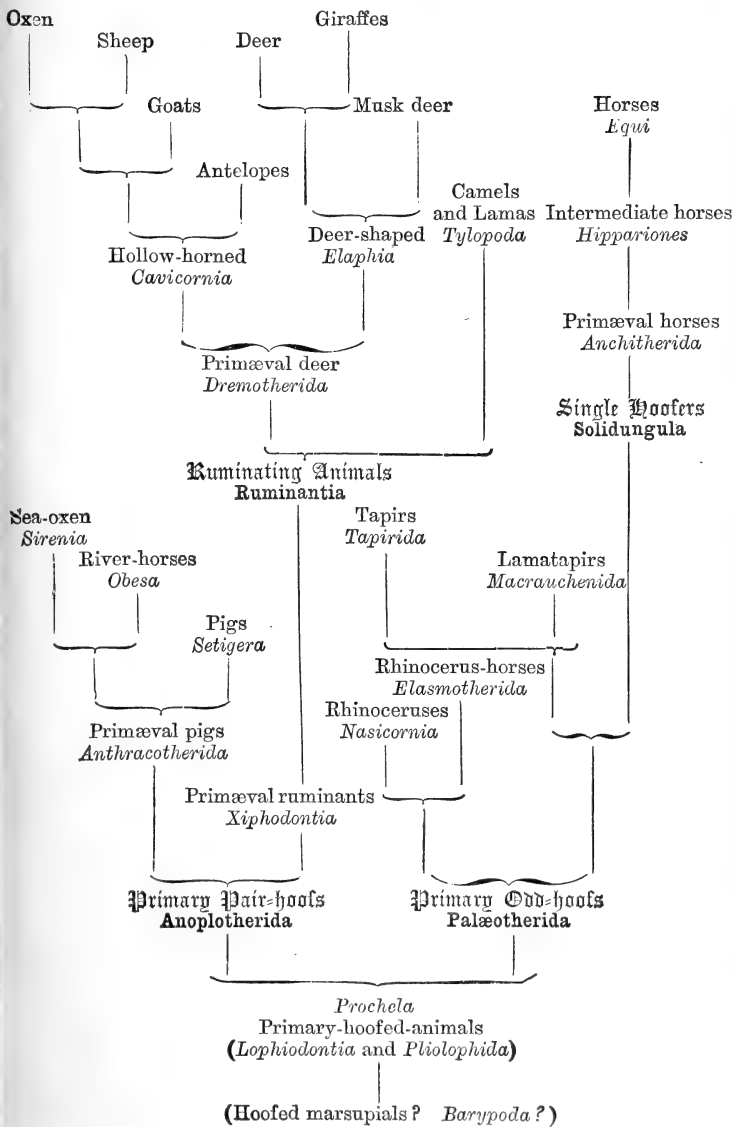 Oxen
Giraffes
Sheep
Deer
Goats
Musk deer
Horses
Equi
Antelopes
Camels
and Lamas
Tylopoda
Intermediate horses
Hippariones
Hollow-horned
Cavicornia
Deer-shaped
Elaphia
Primæval horses
Anchitherida
Primæval deer
Dremotherida
Single Hoofers
Solidungula
Ruminating Animals
Ruminantia
Sea-oxen
Sirenia
Tapirs
Tapirida
River-horses
Obesa
Lamatapirs
Macrauchenida
Pigs
Setigera
Rhinocerus-horses
Elasmotherida
Rhinoceruses
Nasicornia
Primæval pigs
Anthracotherida
Primæval ruminants
Xiphodontia
Primary Pair-hoofs
Anoplotherida
Primary Odd-hoofs
Palæotherida
Prochela
Primary-hoofed-animals
(Lophiodontia and Pliolophida)
(Hoofed marsupials? Barypoda?)